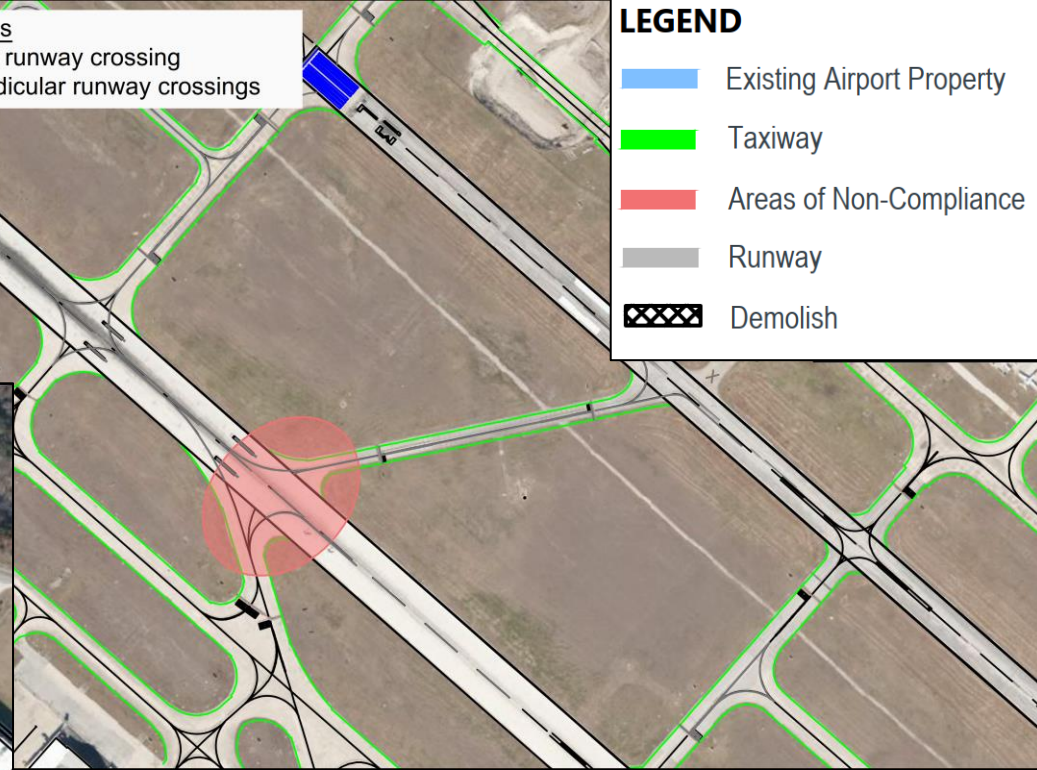 s
runway crossing
dicular runway crossings
LEGEND
Existing Airport Property
Taxiway
Areas of Non-Compliance
Runway
Demolish